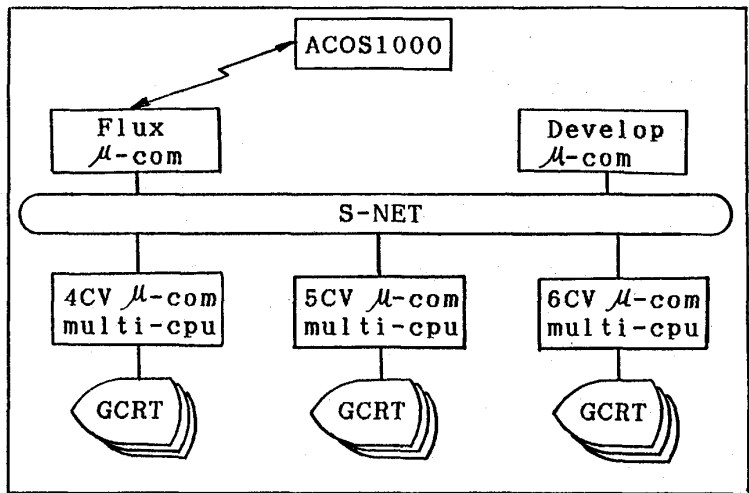 ACOS1000
Flux
μ-com
Develop
μ-com
S-NET
4CV μ-com
multi-cpu
5CV μ-com
multi-cpu
6CV μ-com
multi-cpu
GCRT
GCRT
GCRT